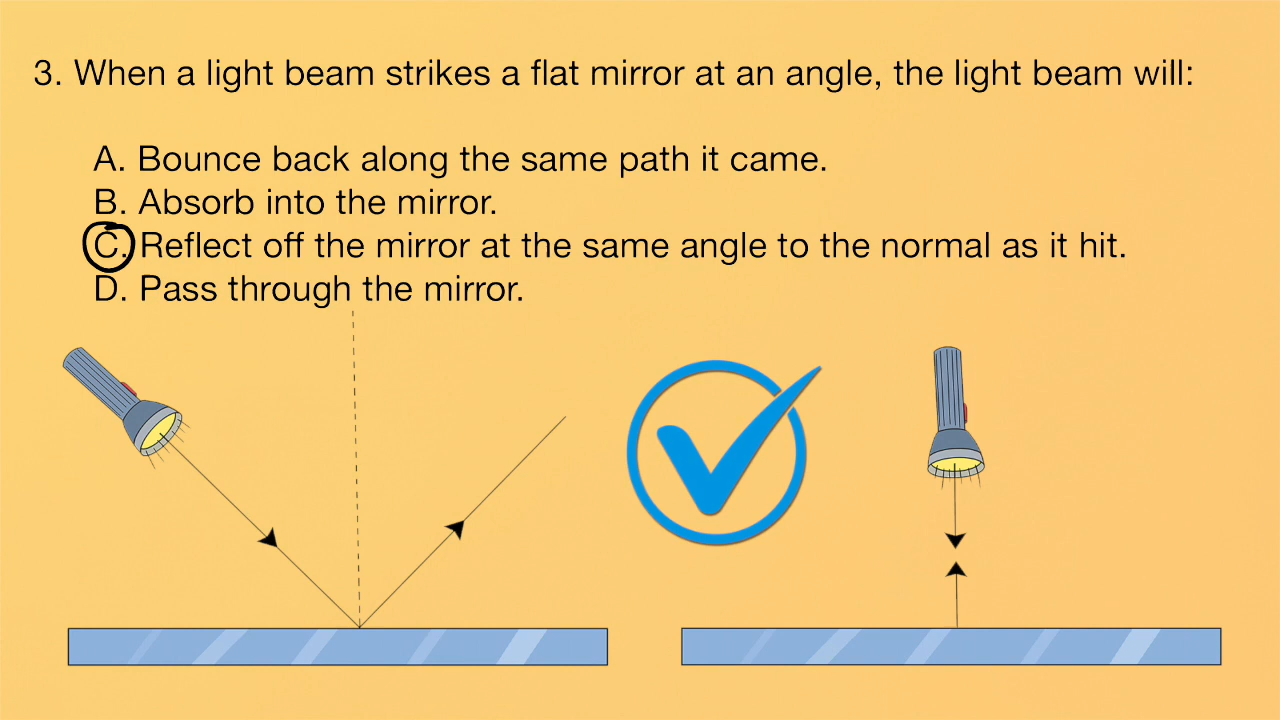 3. When a light beam strikes a flat mirror at an angle, the light beam will:
A. Bounce back along the same path it came.
B. Absorb into the mirror.
C. Reflect off the mirror at the same angle to the normal as it hit.
D. Pass through the mirror.